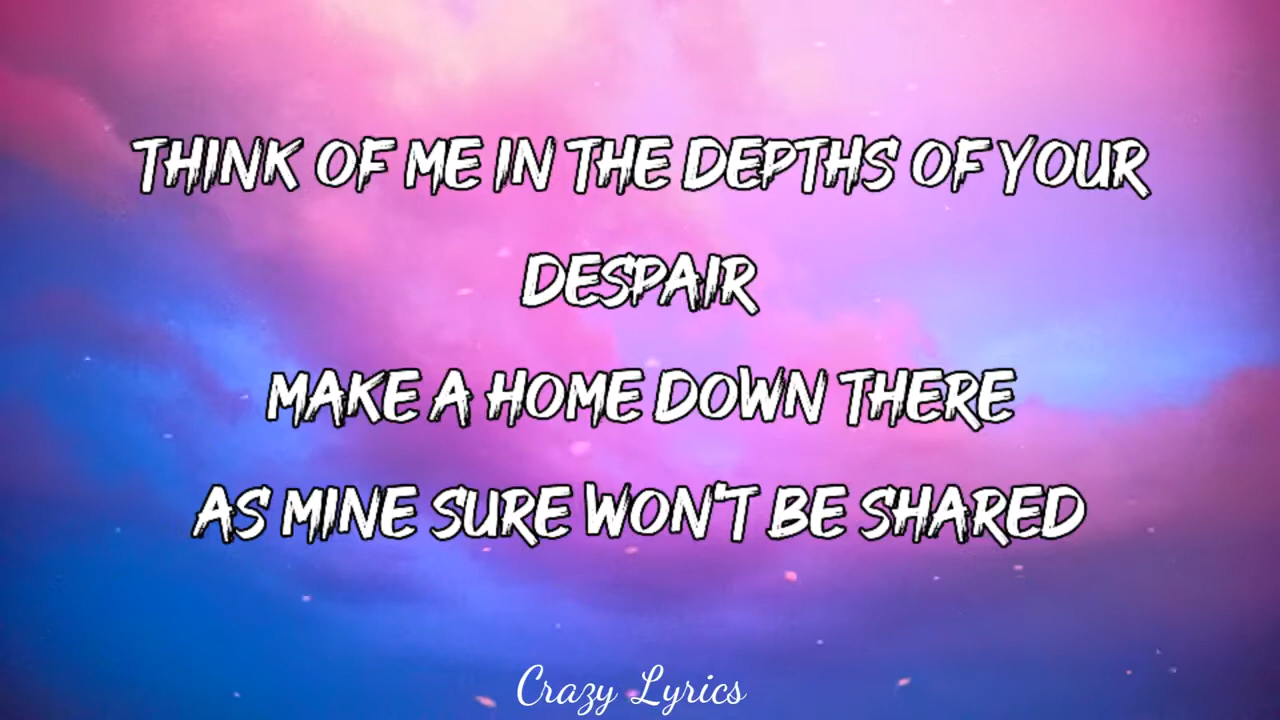 THINK OF ME IN THE DEPTHS OF YOUR
DESPAIR
MAKE A HOME DOWN THERE
AS MINE SURE WON'T BE SHARED
Crazy Lyrics